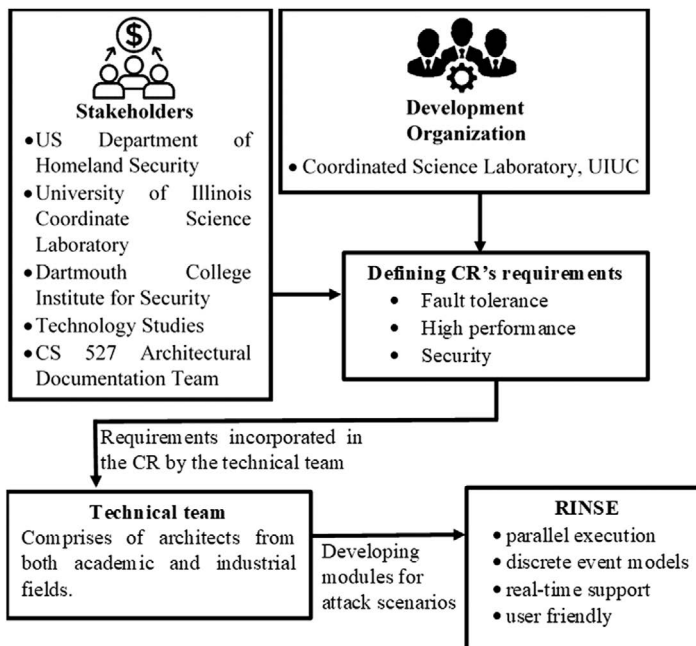 $
Stakeholders
•US Department of
Homeland Security
•University of Illinois
Coordinate Science
Laboratory
•Dartmouth College
Institute for Security
•Technology Studies
•CS 527 Architectural
Documentation Team
Development
Organization
• Coordinated Science Laboratory, UIUC
Defining CR's requirements
• Fault tolerance
• High performance
• Security
Requirements incorporated in
the CR by the technical team
Technical team
Comprises of architects from
both academic and industrial
fields.
Developing
modules for
attack scenarios
RINSE
• parallel execution
• discrete event models
• real-time support
• user friendly